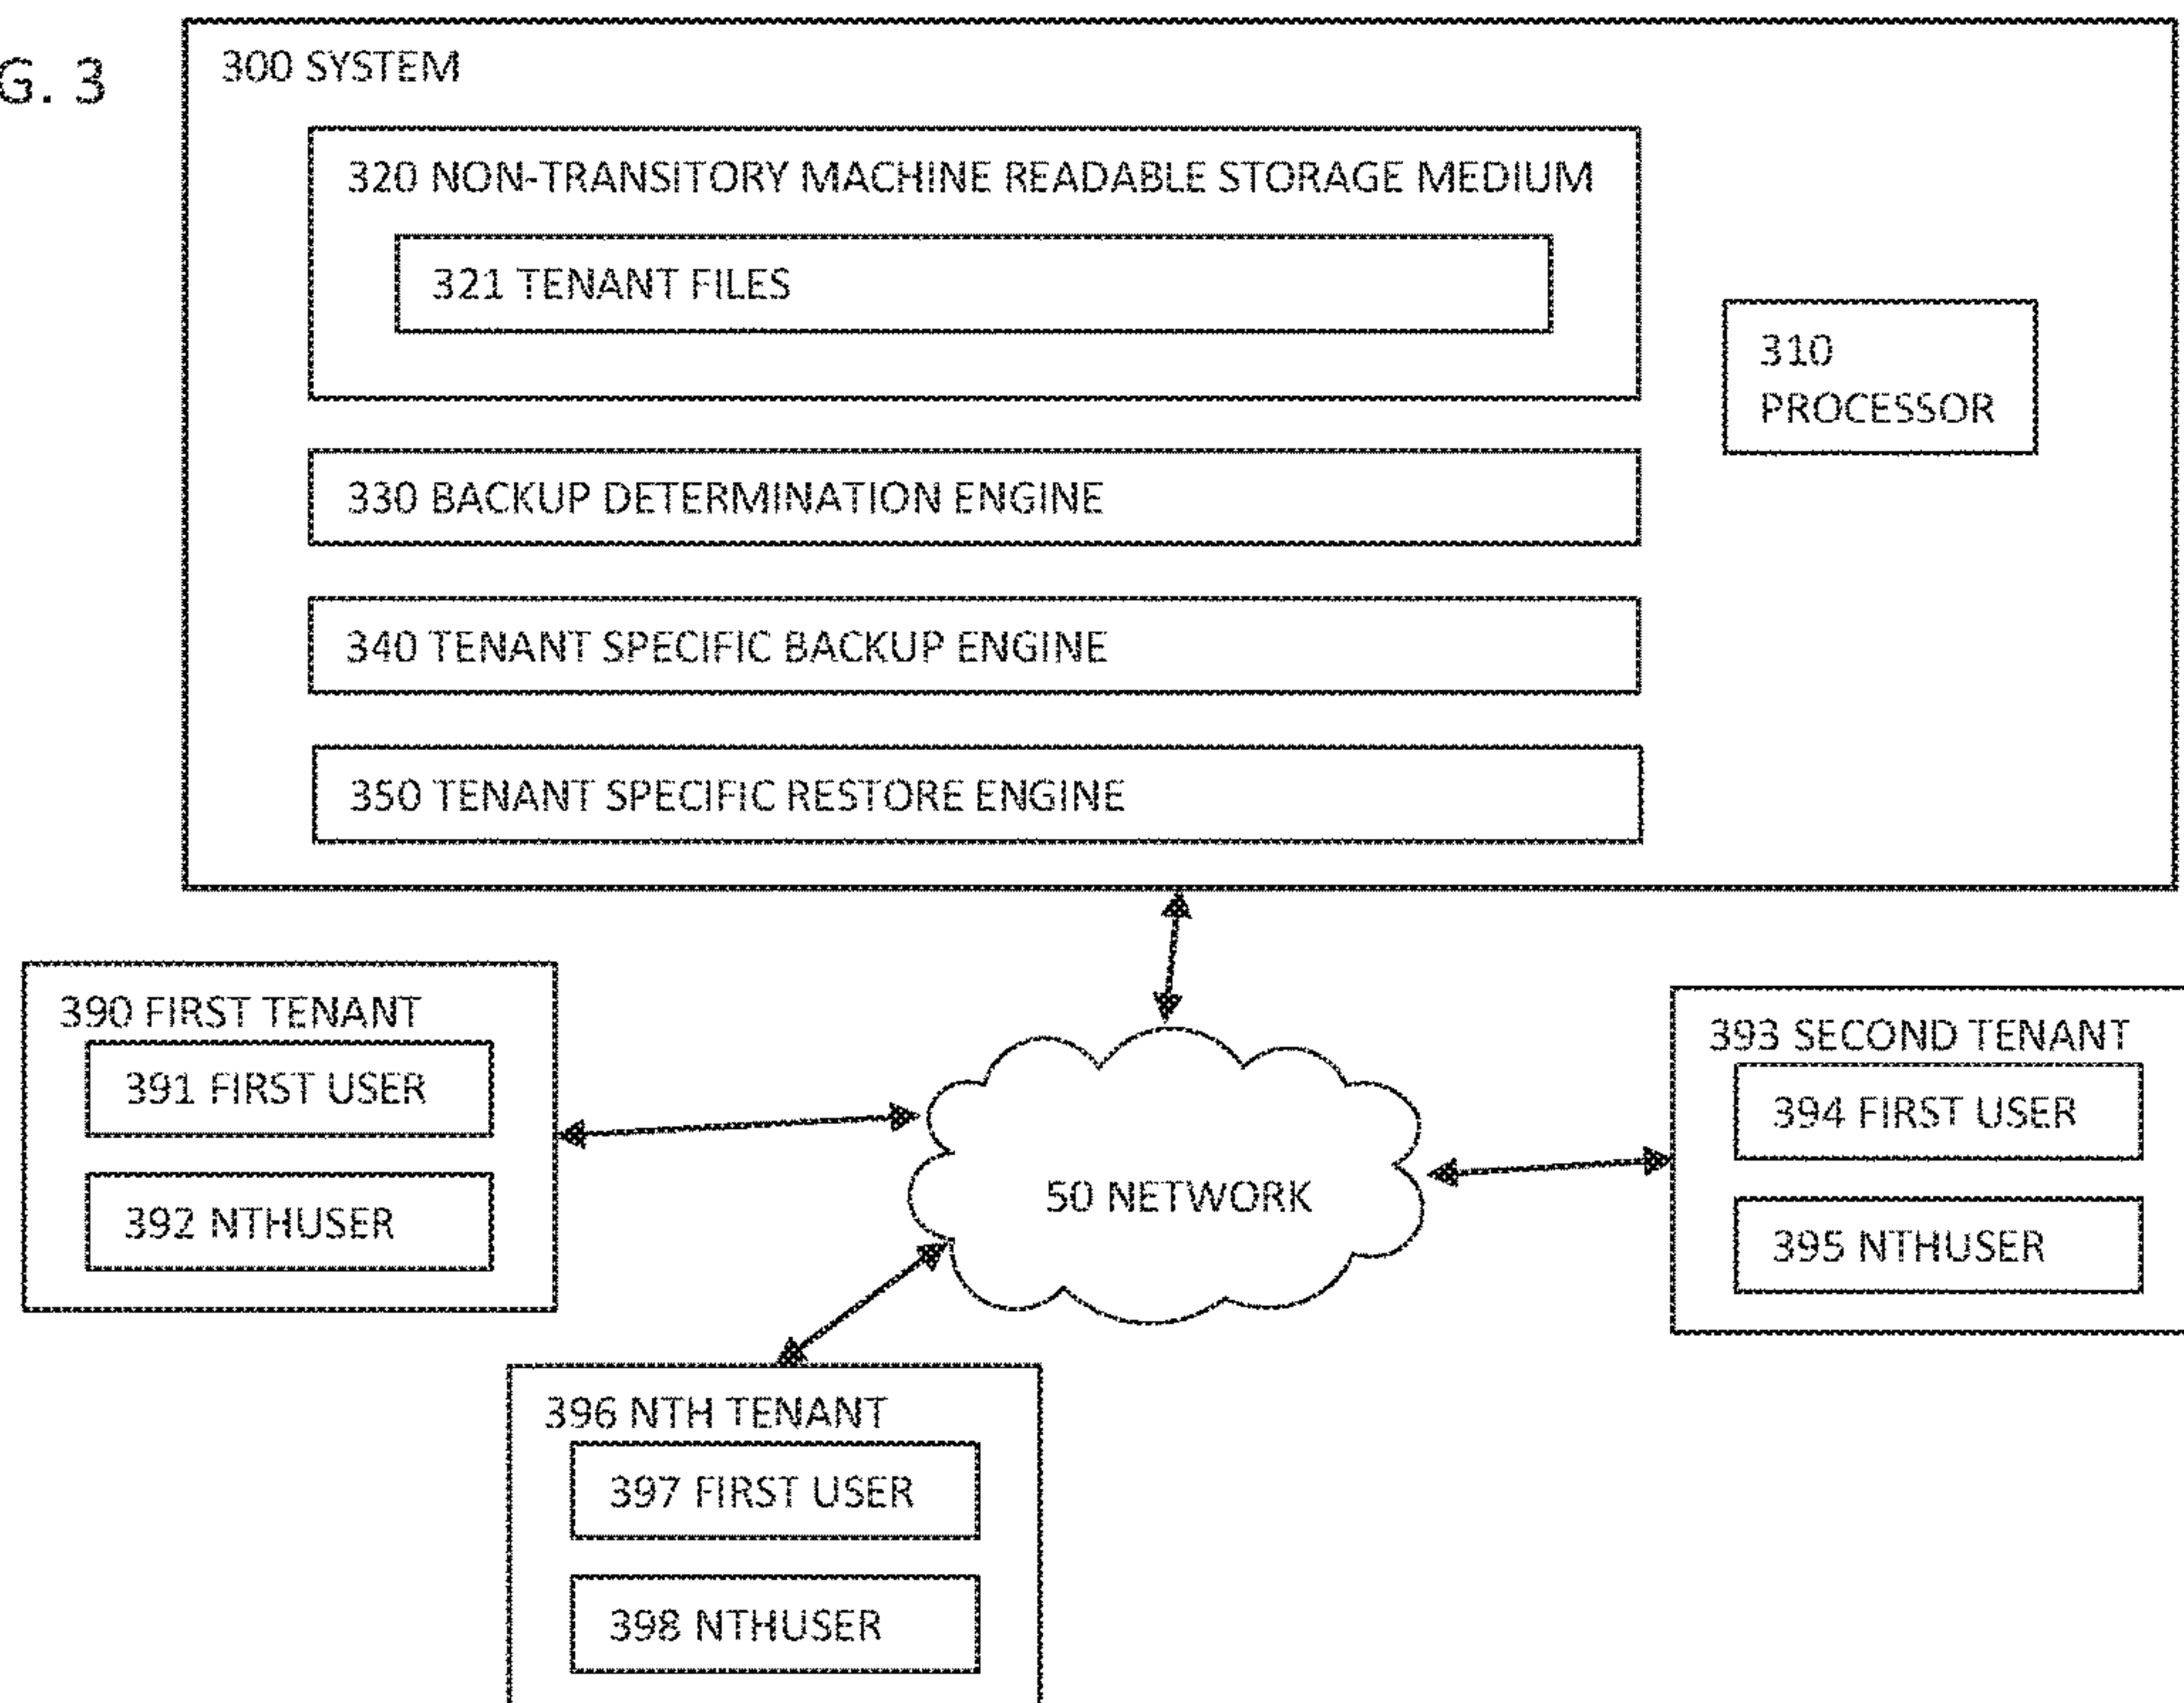 G. 3
300 SYSTEM
320 NON-TRANSITORY MACHINE READABLE STORAGE MEDIUM
321 TENANT FILES
310
PROCESSOR
330 BACKUP DETERMINATION ENGINE
340 TENANT SPECIFIC BACKUP ENGINE
350 TENANT SPECIFIC RESTORE ENGINE
390 FIRST TENANT
391 FIRST USER
392 NTHUSER
50 NETWORK
393 SECOND TENANT
394 FIRST USER
395 NTHUSER
396 NTH TENANT
397 FIRST USER
398 NTHUSER